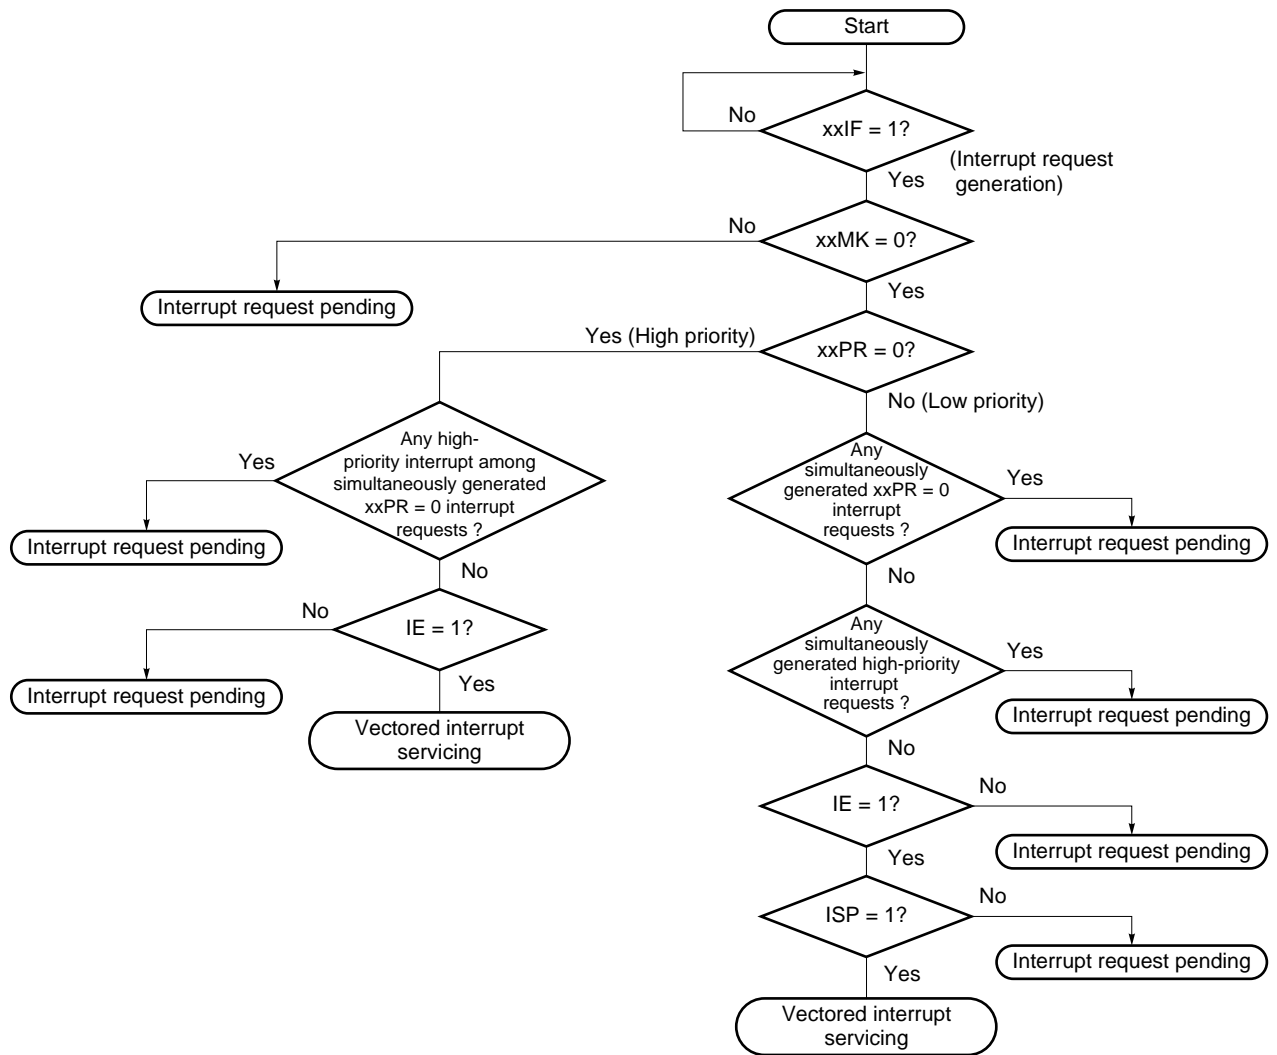 Start
No
xxIF = 1?
(Interrupt request
generation)
Yes
No
xxMK = 0?
Yes
Interrupt request pending
Yes (High priority)
xxPR = 0?
No (Low priority)
Any high-
priority interrupt among
simultaneously generated
xxPR = 0 interrupt
requests ?
Yes
Interrupt request pending
No
No
IE = 1?
Interrupt request pending
Yes
Vectored interrupt
servicing
Any
simultaneously
generated xxPR = 0
interrupt
requests ?
Yes
Interrupt request pending
No
Any
simultaneously
generated high-priority
interrupt
requests ?
Yes
Interrupt request pending
No
IE = 1?
No
Interrupt request pending
Yes
ISP = 1?
No
Interrupt request pending
Yes
Vectored interrupt
servicing